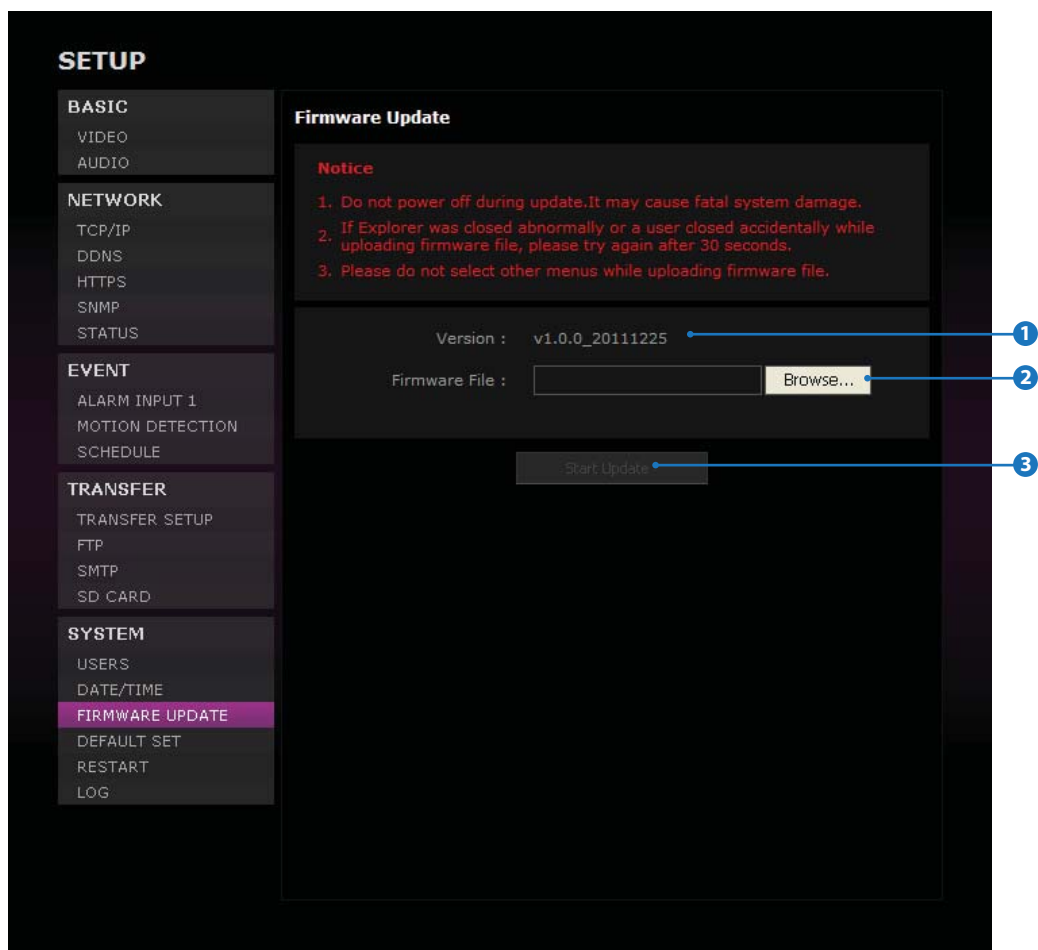 SETUP
BASIC
VIDEO
AUDIO
NETWORK
TCP/IP
DDNS
HTTPS
SNMP
STATUS
EVENT
ALARM INPUT 1
MOTION DETECTION
SCHEDULE
TRANSFER
TRANSFER SETUP
FTP
SMTP
SD CARD
SYSTEM
USERS
DATE/TIME
FIRMWARE UPDATE
DEFAULT SET
RESTART
LOG
Firmware Update
Notice
1. Do not power off during update.It may cause fatal system damage.
2. If Explorer was closed abnormally or a user closed accidentally while
uploading firmware file, please try again after 30 seconds.
3. Please do not select other menus while uploading firmware file.
Version : v1.0.0_20111225 1
Firmware File : Browse... 2
Start Update 3